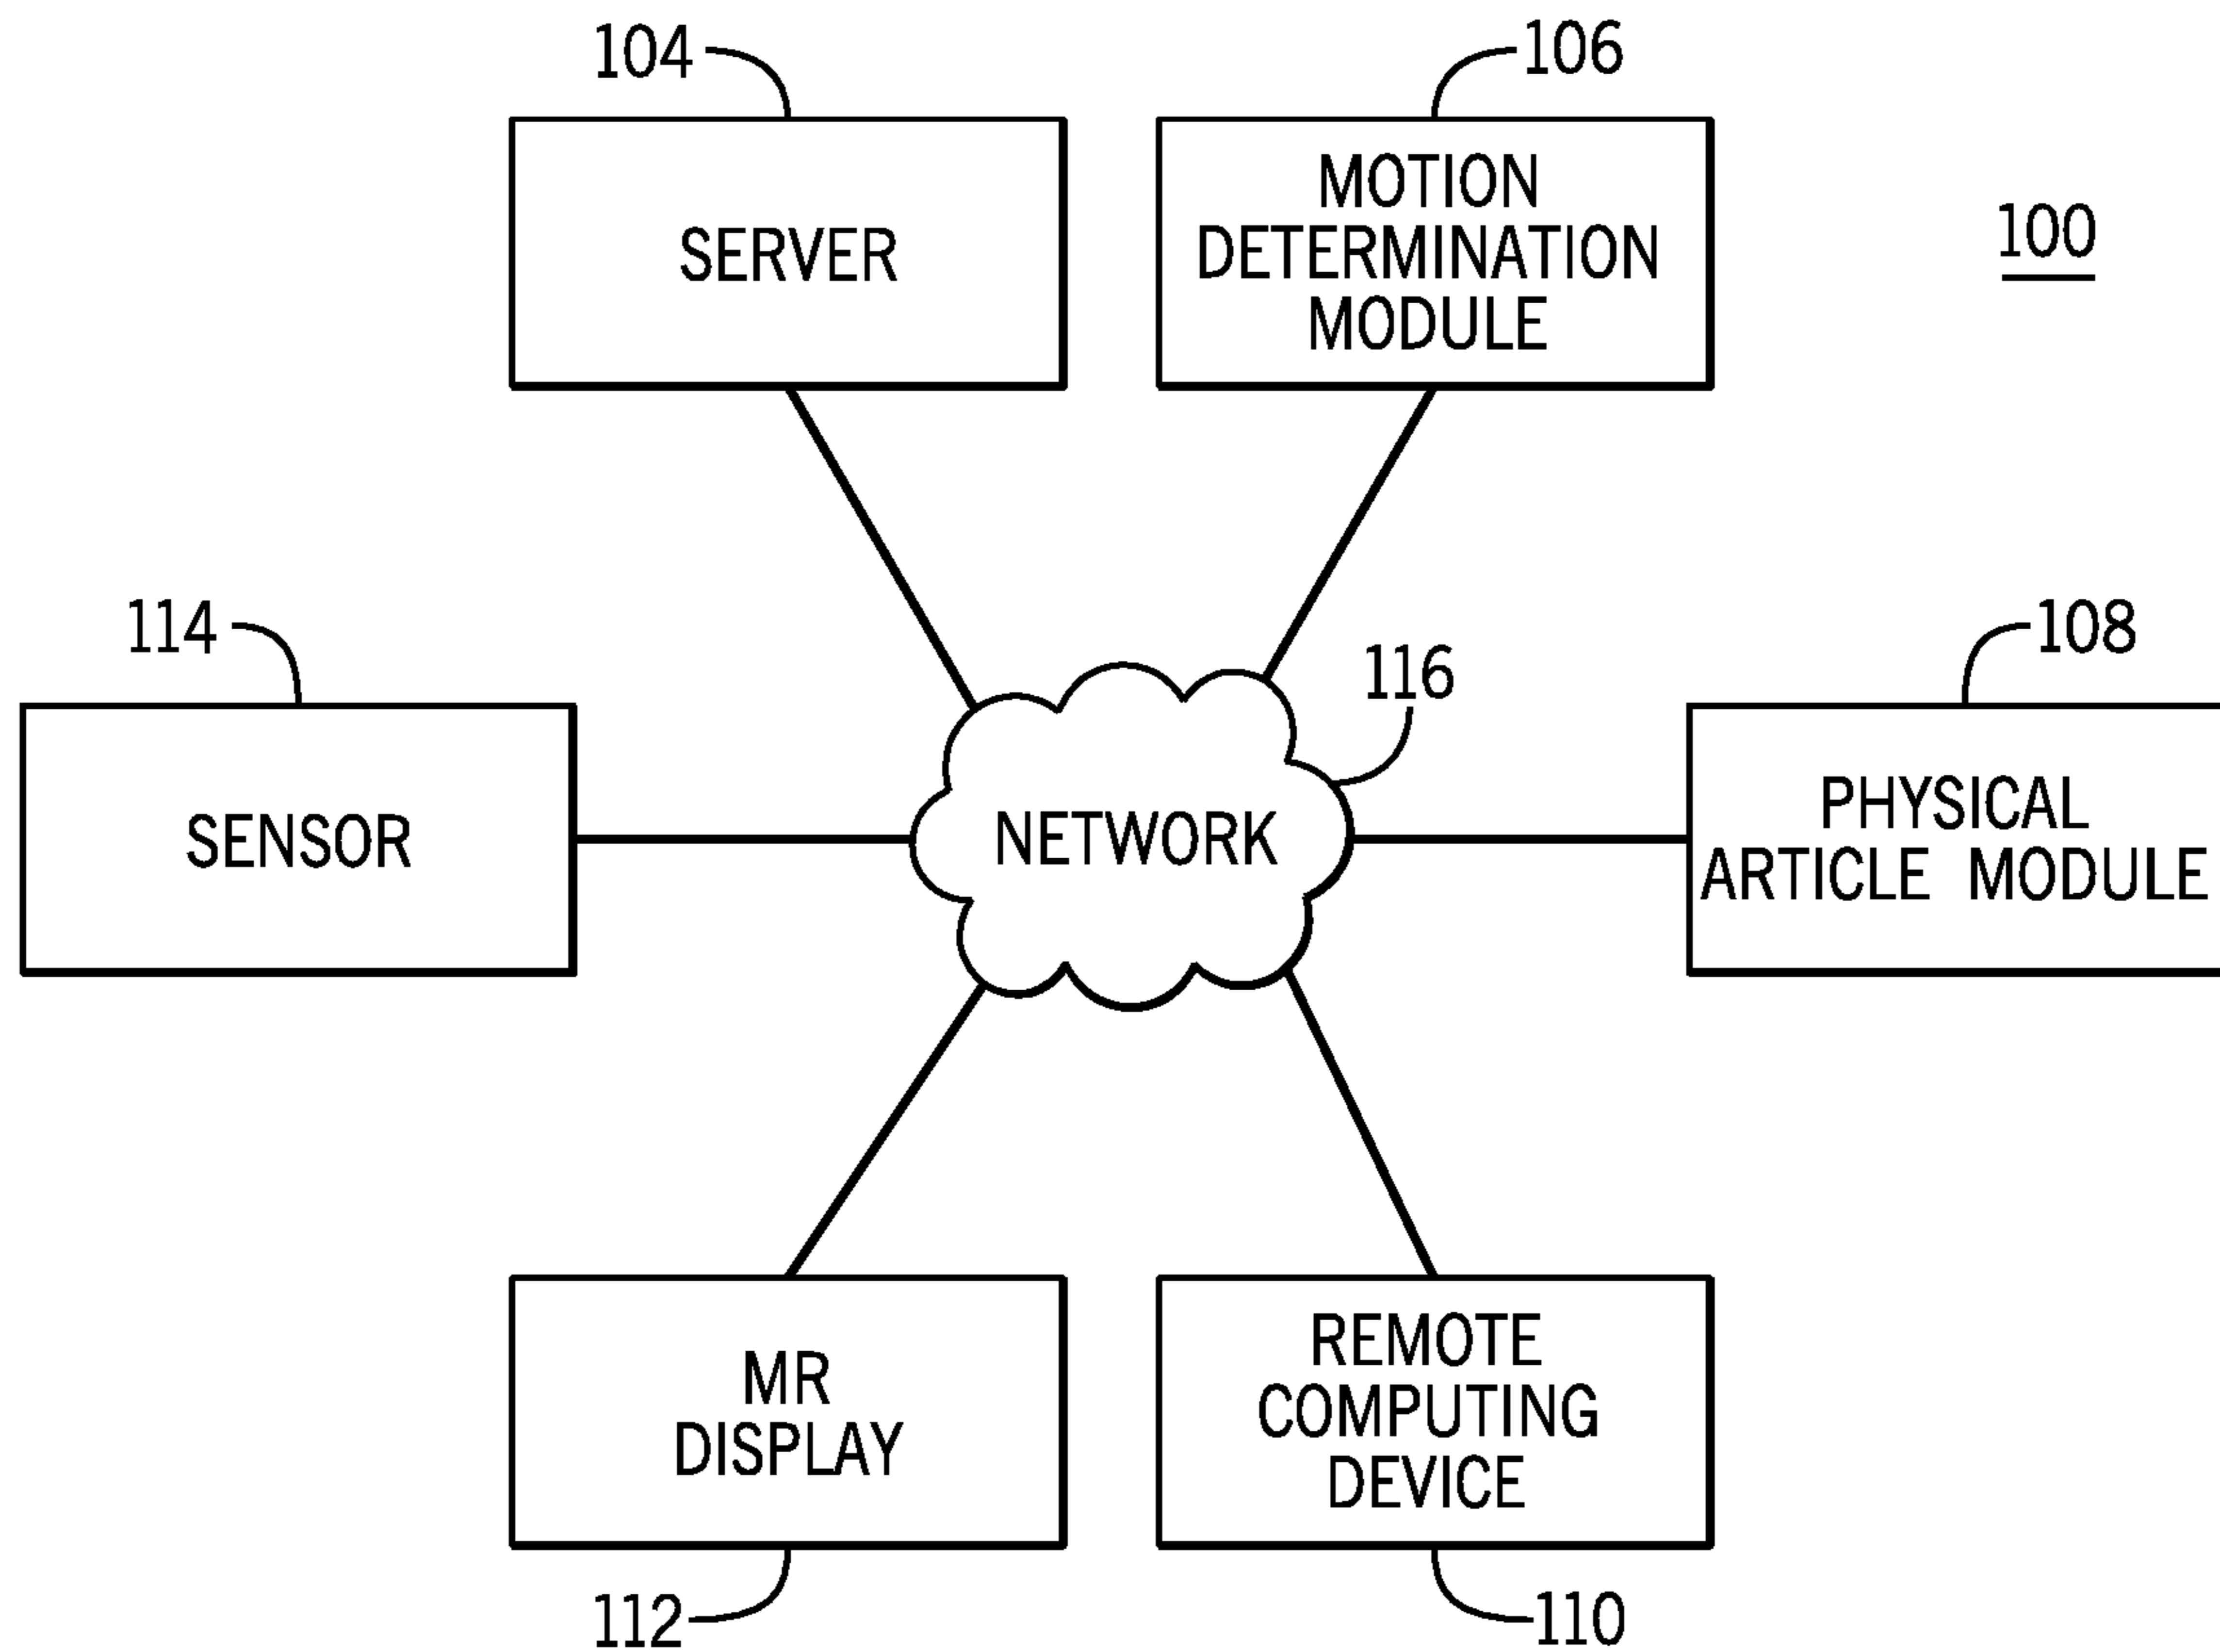 104
106
SERVER
MOTION
DETERMINATION
MODULE
100
114
116
108
SENSOR
NETWORK
PHYSICAL
ARTICLE MODULE
MR
DISPLAY
REMOTE
COMPUTING
DEVICE
112
110